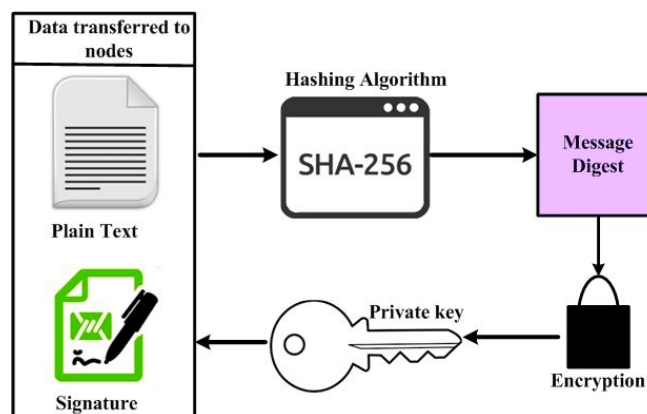 Data transferred to
nodes
Hashing Algorithm
SHA-256
Message
Digest
Plain Text
Private key
Signature
Encryption